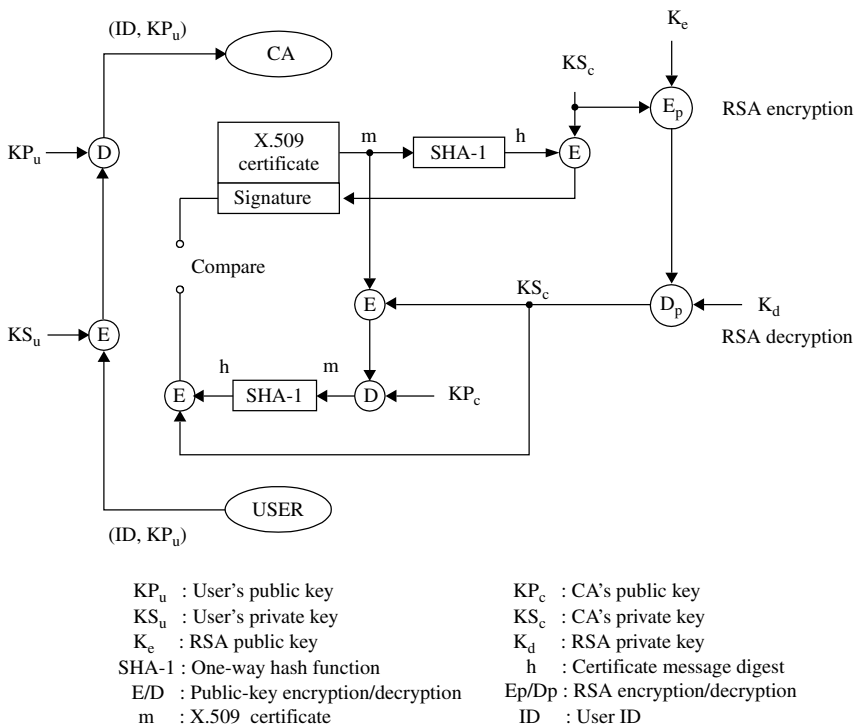 (ID, KPu)
CA
Ke
KSc
Ep
RSA encryption
X.509
certificate
m
SHA-1
h
E
KPu
D
Signature
Compare
KSc
E
Dp
Kd
RSA decryption
KSu
E
h
m
E
SHA-1
D
KPc
USER
(ID, KPu)
KPu : User's public key
KSu : User's private key
Ke : RSA public key
SHA-1 : One-way hash function
E/D : Public-key encryption/decryption
m : X.509 certificate
KPc : CA's public key
KSc : CA's private key
Kd : RSA private key
h : Certificate message digest
Ep/Dp : RSA encryption/decryption
ID : User ID